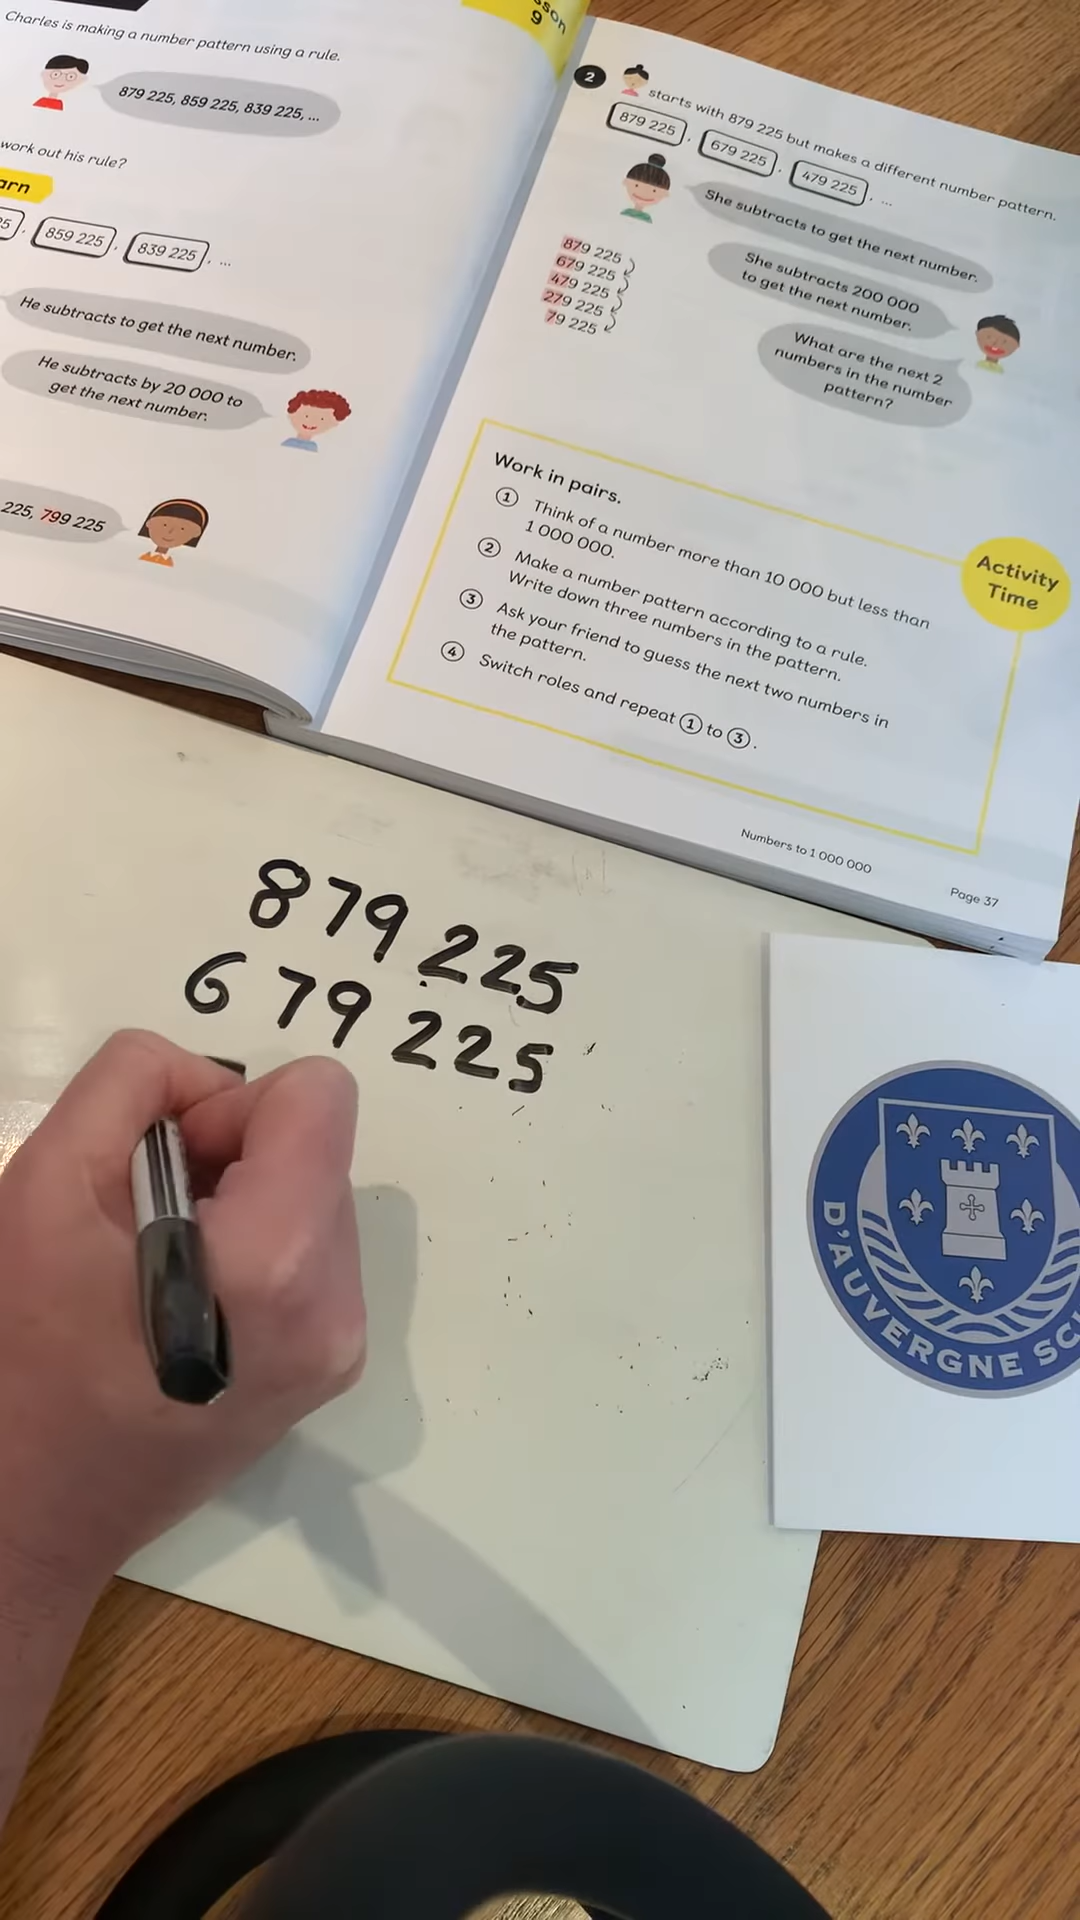 Charles is making a number pattern using a rule.
879 225, 859 225, 839 225, ...
work out his rule?
arn
5, 859 225, 839 225, ...
He subtracts to get the next number.
He subtracts by 20 000 to
get the next number.
225, 799 225
son
9
2 starts with 879 225 but makes a different number pattern.
879 225, 679 225, 479 225, ...
She subtracts to get the next number.
She subtracts 200 000
to get the next number.
879 225
679 225
479 225
279 225
79 225
What are the next 2
numbers in the number
pattern?
Work in pairs.
Activity
Time
1 Think of a number more than 10 000 but less than
1 000 000.
2 Make a number pattern according to a rule.
Write down three numbers in the pattern.
3 Ask your friend to guess the next two numbers in
the pattern.
4 Switch roles and repeat 1 to 3.
Numbers to 1 000 000
Page 37
879 225
679 225
D'AUVERGNE SC